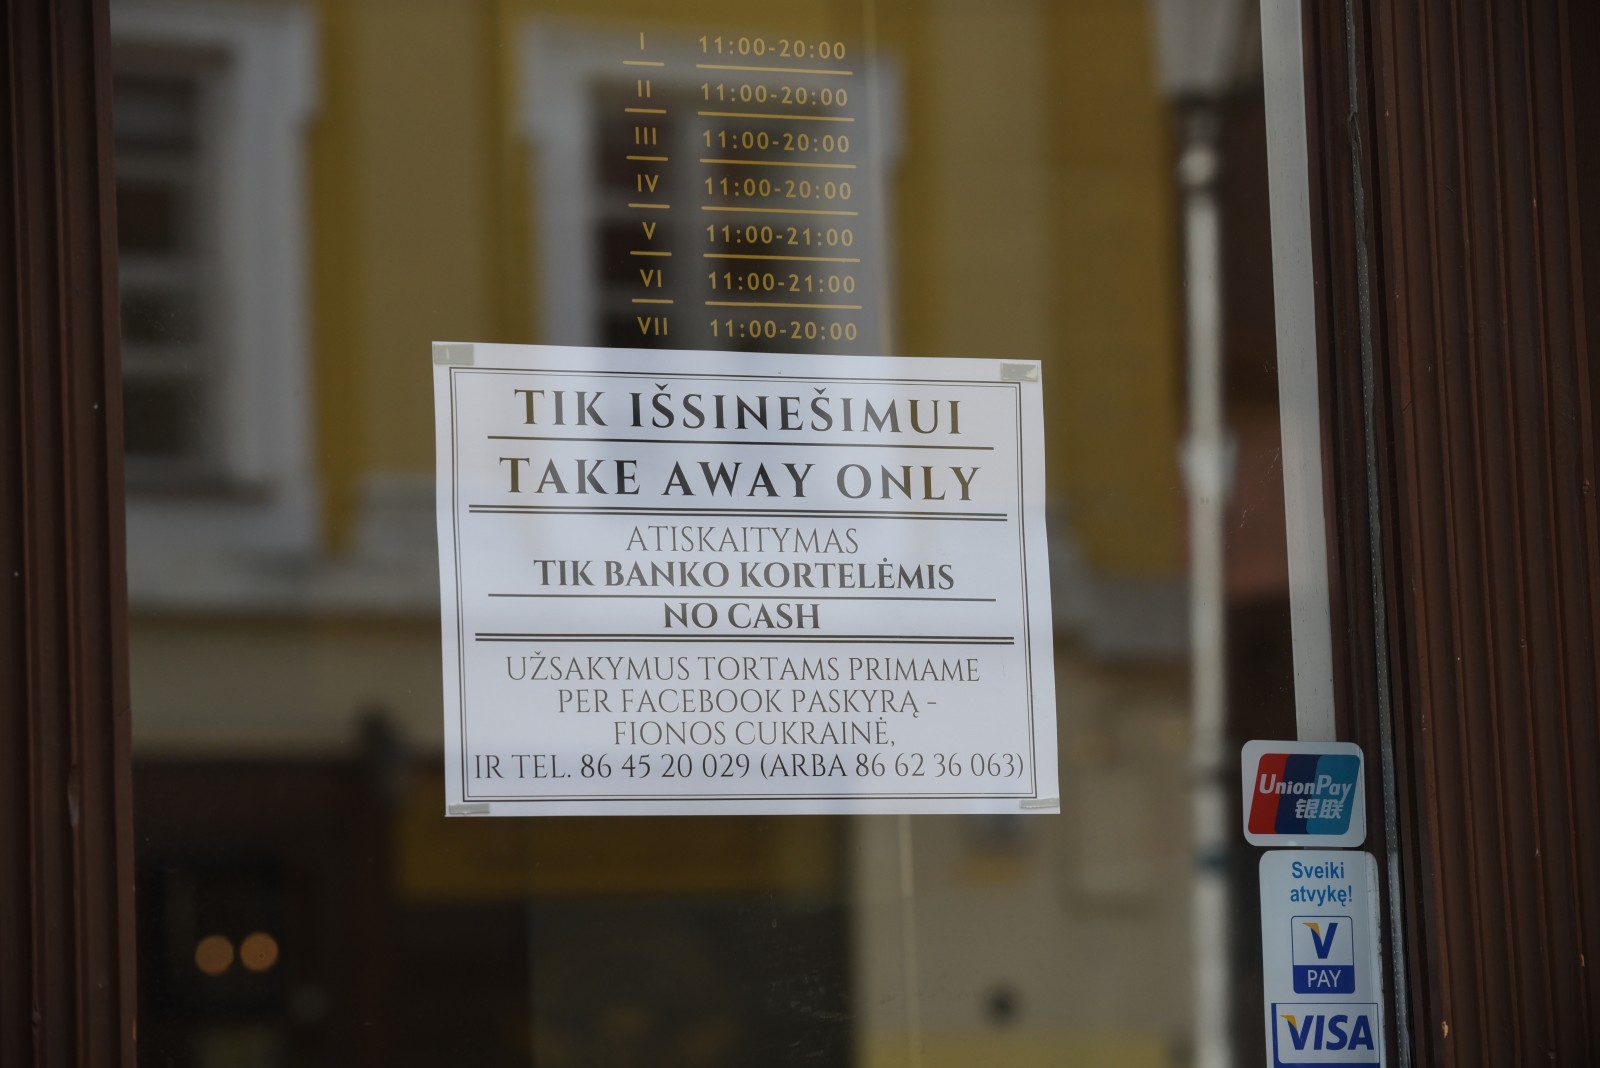 I 11:00-20:00
II 11:00-20:00
III 11:00-20:00
IV 11:00-20:00
V 11:00-21:00
VI 11:00-21:00
VII 11:00-20:00
TIK IŠSINEŠIMUI
TAKE AWAY ONLY
ATISKAITYMAS
TIK BANKO KORTELĖMIS
NO CASH
UŽSAKYMUS TORTAMS PRIMAME
PER FACEBOOK PASKYRĄ -
FIONOS CUKRAINĖ,
IR TEL. 86 45 20 029 (ARBA 86 62 36 063)
UnionPay
银联
Sveiki
atvykę!
V
PAY
VISA